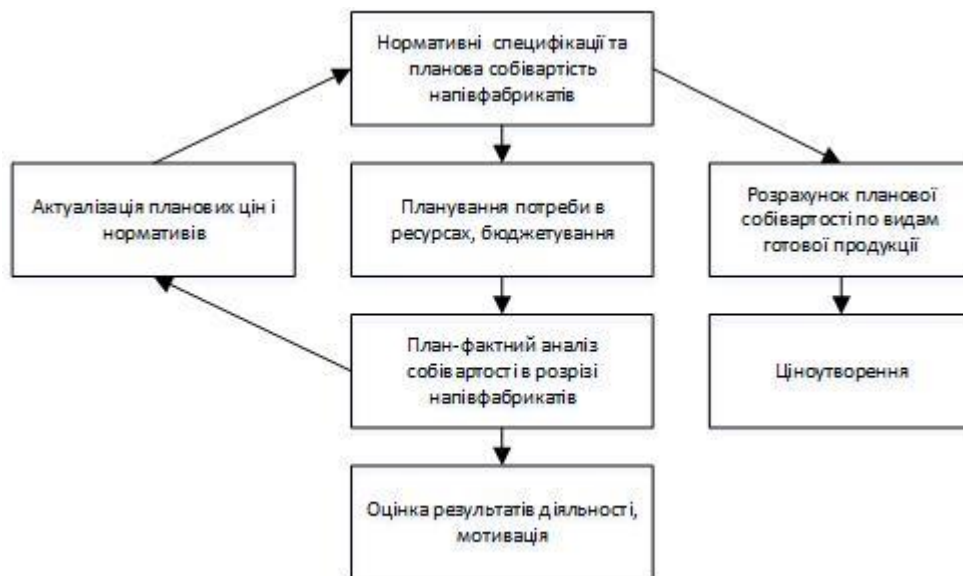 Нормативні специфікації та
планова собівартість
напівфабрикатів
Актуалізація планових цін і
нормативів
Планування потреби в
ресурсах, бюджетування
Розрахунок планової
собівартості по видам
готової продукції
План-фактний аналіз
собівартості в розрізі
напівфабрикатів
Ціноутворення
Оцінка результатів діяльності,
мотивація